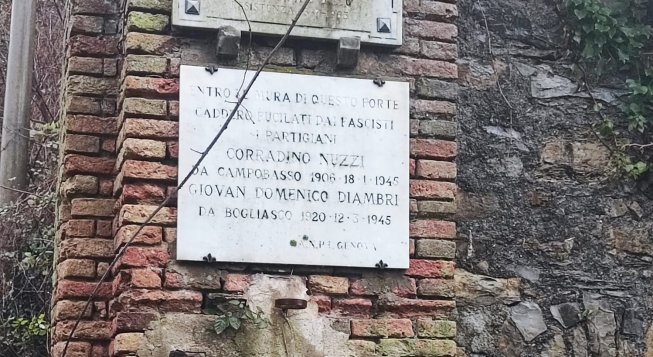 ENTRO LE MURA DI QUESTO FORTE
CADDERO FUCILATI DAI FASCISTI
I PARTIGIANI
CORRADINO NUZZI
DA CAMPOBASSO 1906 - 18-1-1945
GIOVAN DOMENICO DIAMBRI
DA BOGLIASCO 1920 - 12-3-1945
A.N.P.I. GENOVA